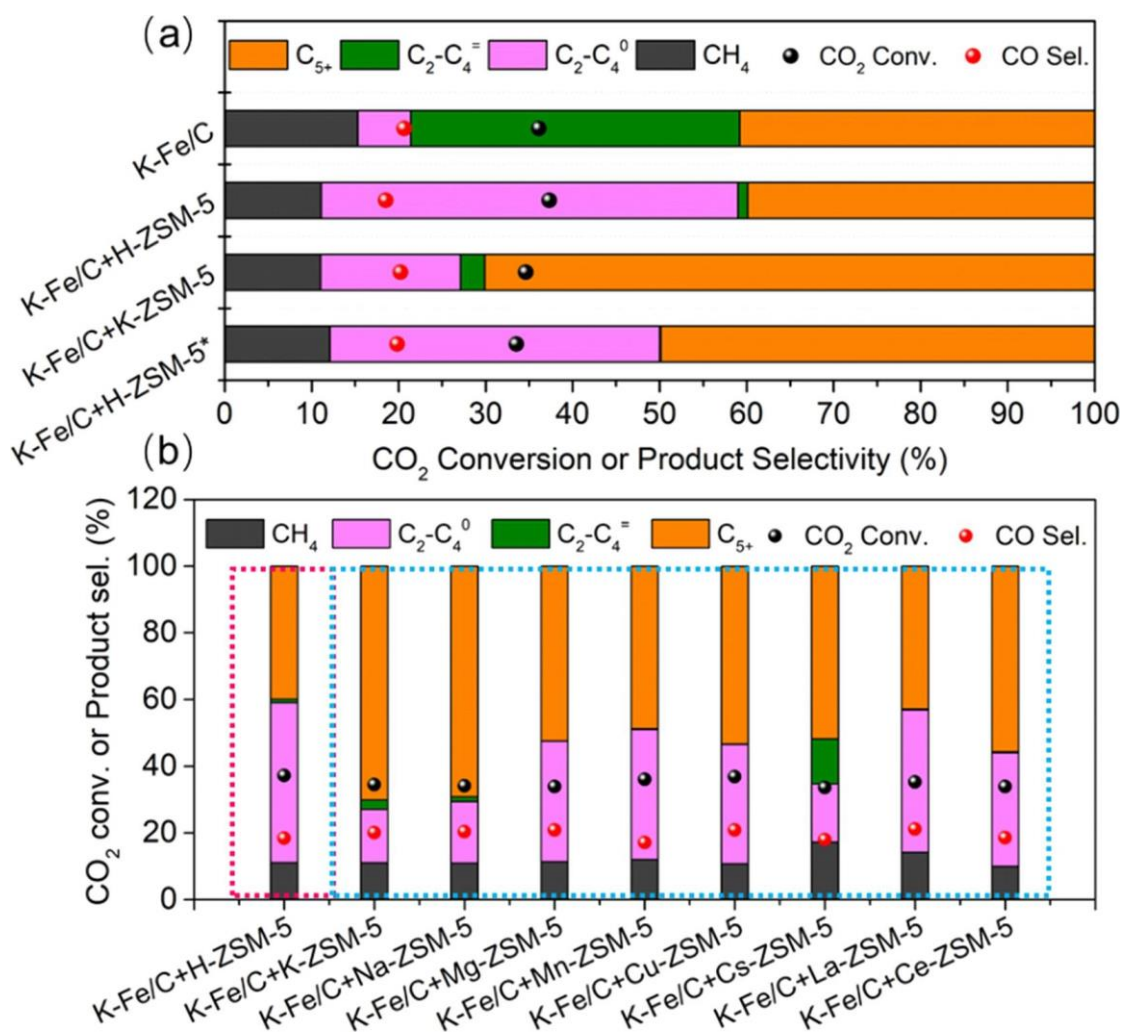 (a)
C₅₊ C₂-C₄⁼ C₂-C₄⁰ CH₄ CO₂ Conv. CO Sel.
K-Fe/C
K-Fe/C+H-ZSM-5
K-Fe/C+K-ZSM-5
K-Fe/C+H-ZSM-5*
0 10 20 30 40 50 60 70 80 90 100
CO₂ Conversion or Product Selectivity (%)
(b)
CO₂ conv. or Product sel. (%)
120
CH₄ C₂-C₄⁰ C₂-C₄⁼ C₅₊ CO₂ Conv. CO Sel.
100
80
60
40
20
0
K-Fe/C+H-ZSM-5
K-Fe/C+K-ZSM-5
K-Fe/C+Na-ZSM-5
K-Fe/C+Mg-ZSM-5
K-Fe/C+Mn-ZSM-5
K-Fe/C+Cu-ZSM-5
K-Fe/C+Cs-ZSM-5
K-Fe/C+La-ZSM-5
K-Fe/C+Ce-ZSM-5